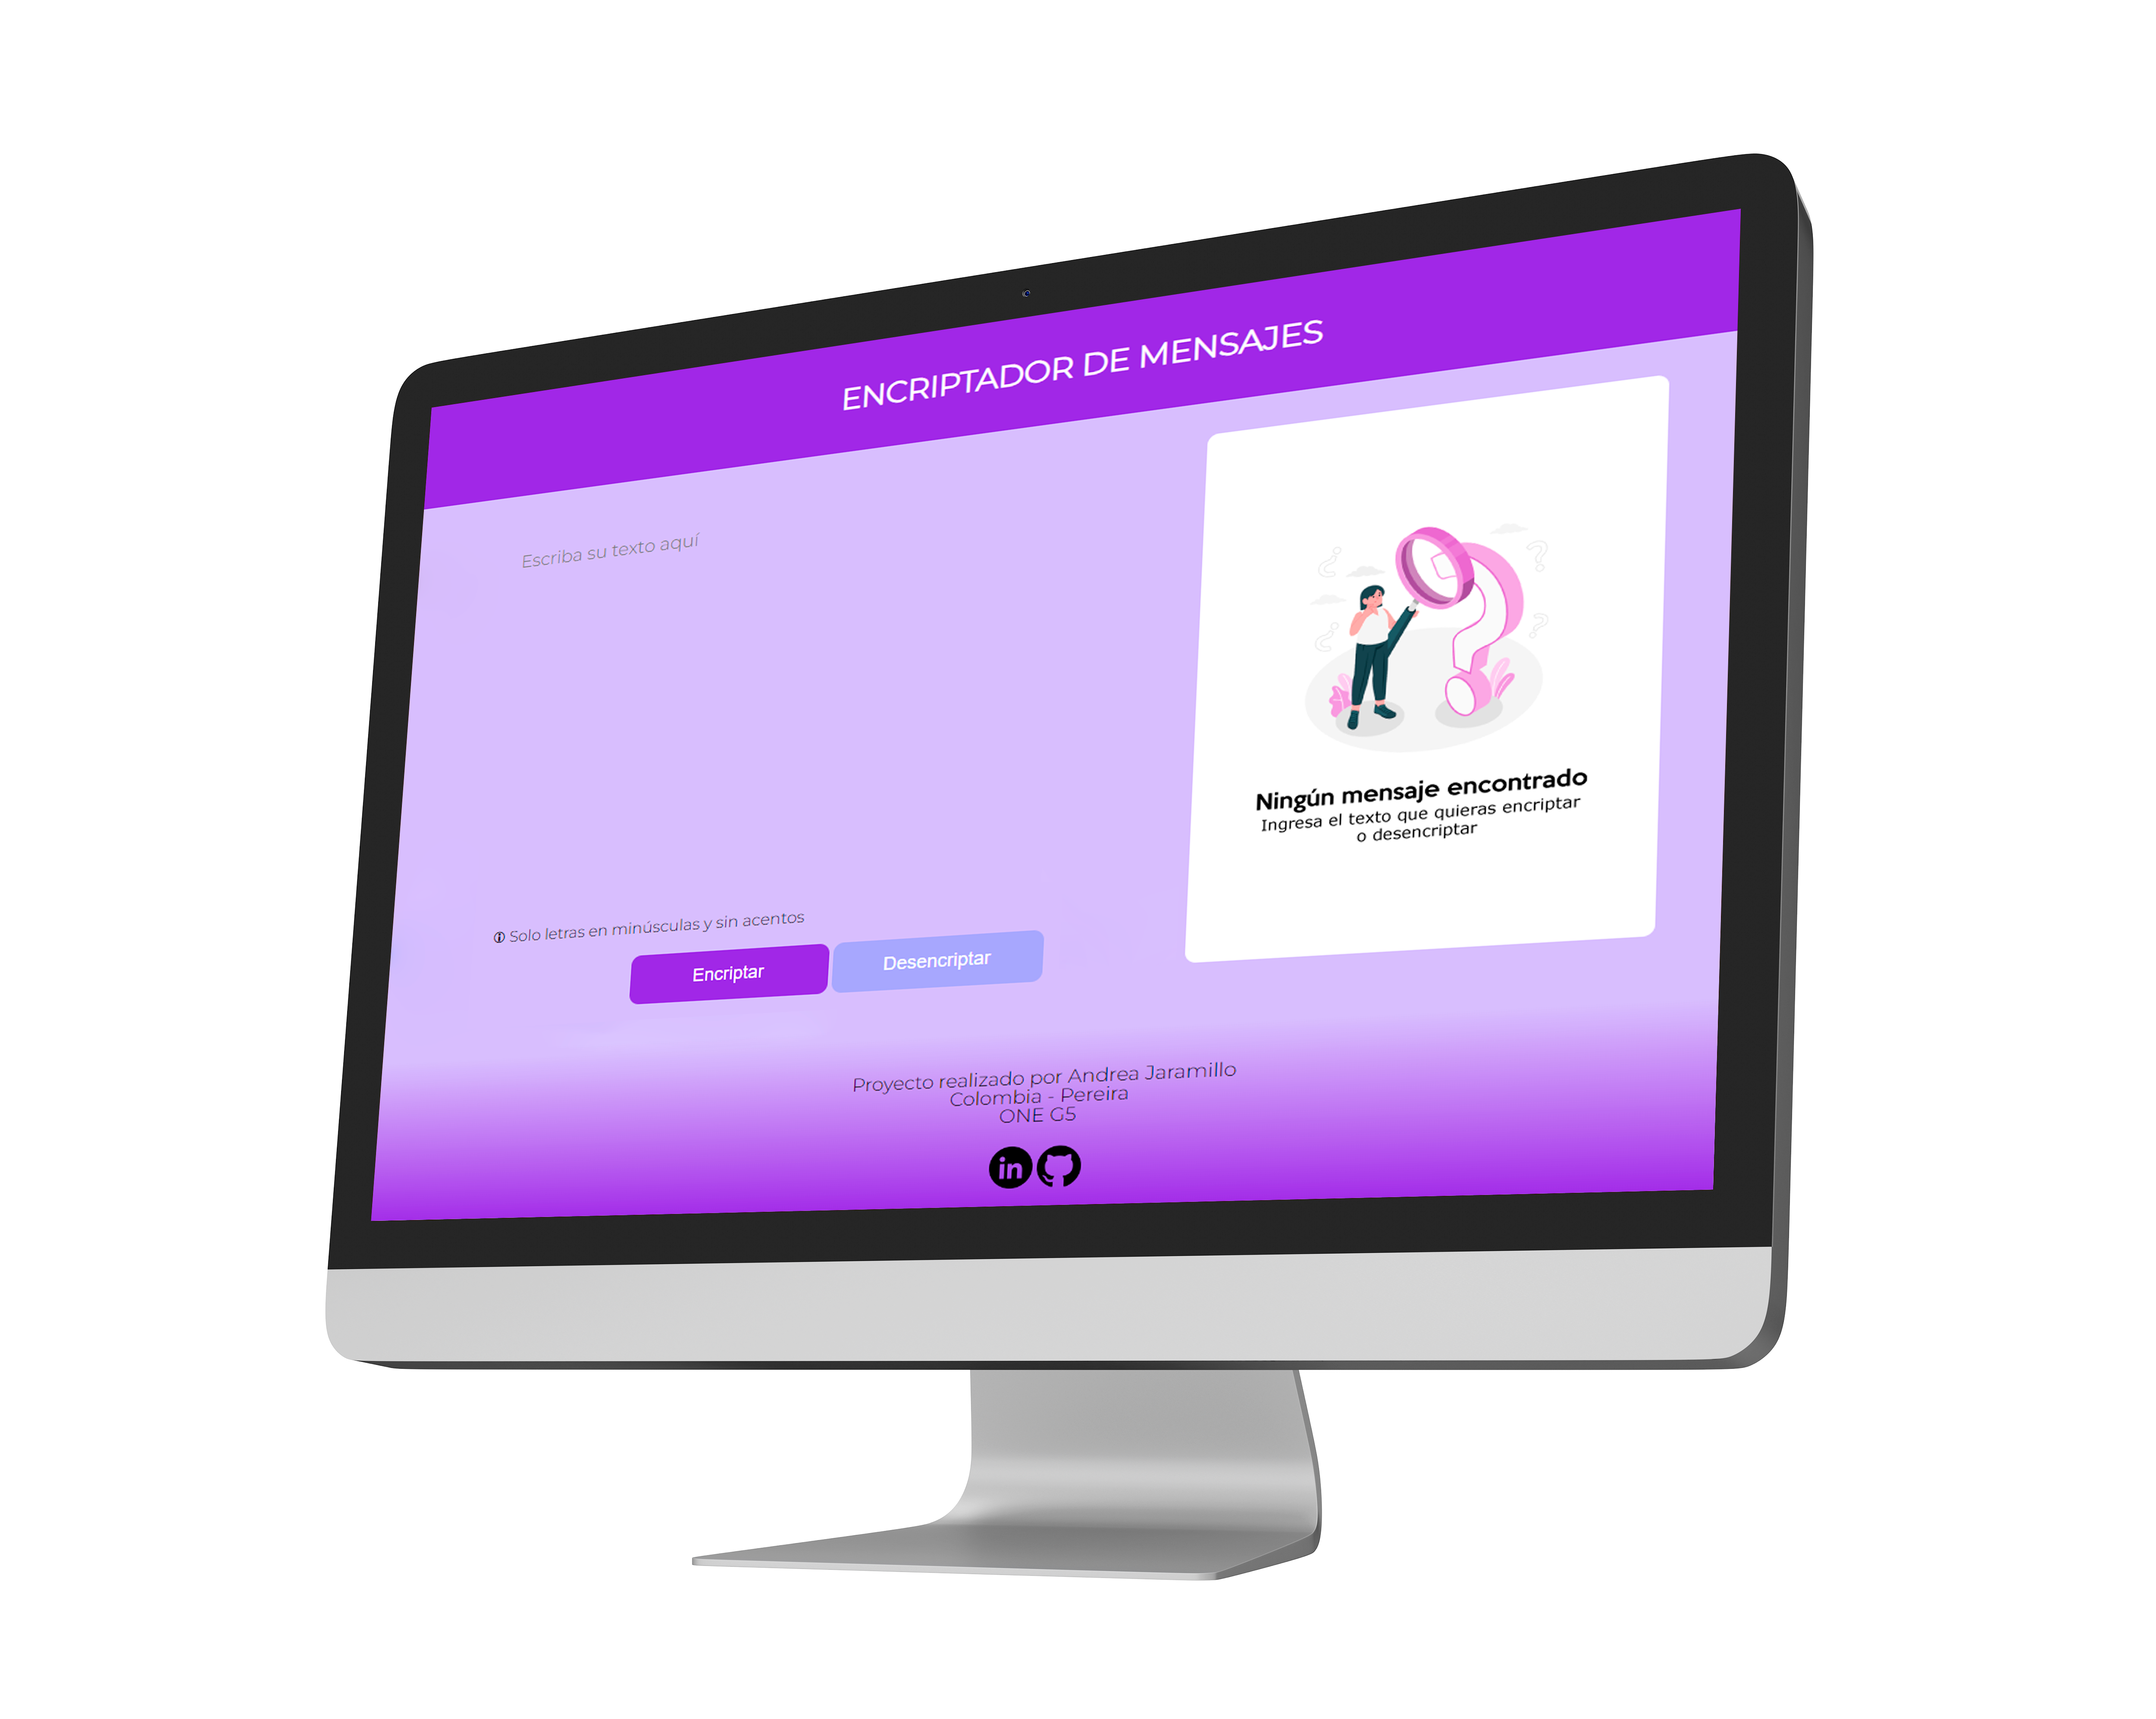 ENCRIPTADOR DE MENSAJES
Escriba su texto aquí
Ningún mensaje encontrado
Ingresa el texto que quieras encriptar
o desencriptar
Solo letras en minúsculas y sin acentos
Encriptar
Desencriptar
Proyecto realizado por Andrea Jaramillo
Colombia - Pereira
ONE G5
in